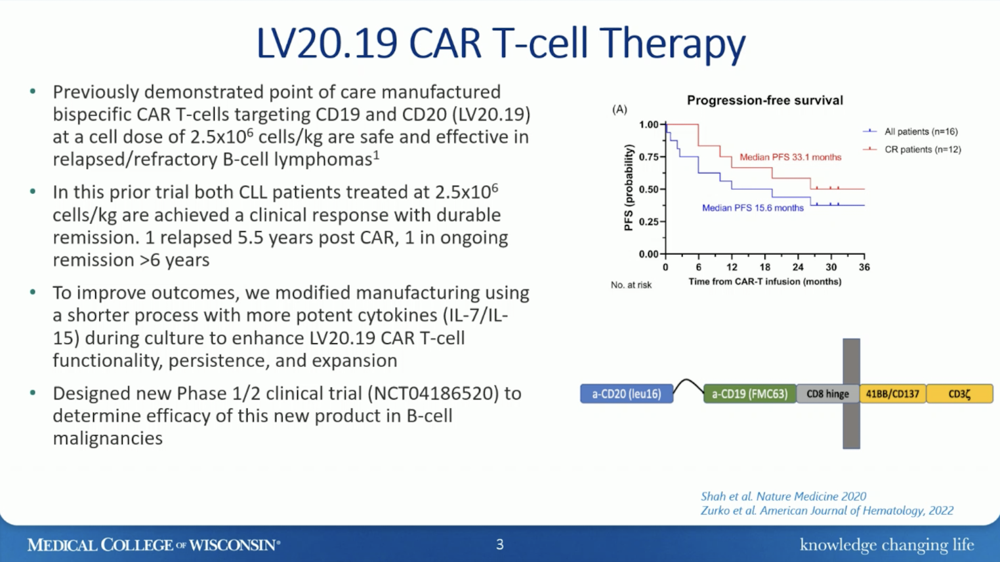 LV20.19 CAR T-cell Therapy
• Previously demonstrated point of care manufactured
bispecific CAR T-cells targeting CD19 and CD20 (LV20.19)
at a cell dose of 2.5x10⁶ cells/kg are safe and effective in
relapsed/refractory B-cell lymphomas¹
• In this prior trial both CLL patients treated at 2.5x10⁶
cells/kg are achieved a clinical response with durable
remission. 1 relapsed 5.5 years post CAR, 1 in ongoing
remission >6 years
• To improve outcomes, we modified manufacturing using
a shorter process with more potent cytokines (IL-7/IL-
15) during culture to enhance LV20.19 CAR T-cell
functionality, persistence, and expansion
• Designed new Phase 1/2 clinical trial (NCT04186520) to
determine efficacy of this new product in B-cell
malignancies
Progression-free survival
(A)
PFS (probability)
1.00
0.75
0.50
0.25
0.00
All patients (n=16)
CR patients (n=12)
Median PFS 33.1 months
Median PFS 15.6 months
0 6 12 18 24 30 36
Time from CAR-T infusion (months)
No. at risk
a-CD20 (leu16) a-CD19 (FMC63) CD8 hinge 41BB/CD137 CD3ζ
Shah et al. Nature Medicine 2020
Zurko et al. American Journal of Hematology, 2022
MEDICAL COLLEGE OF WISCONSIN®
3
knowledge changing life